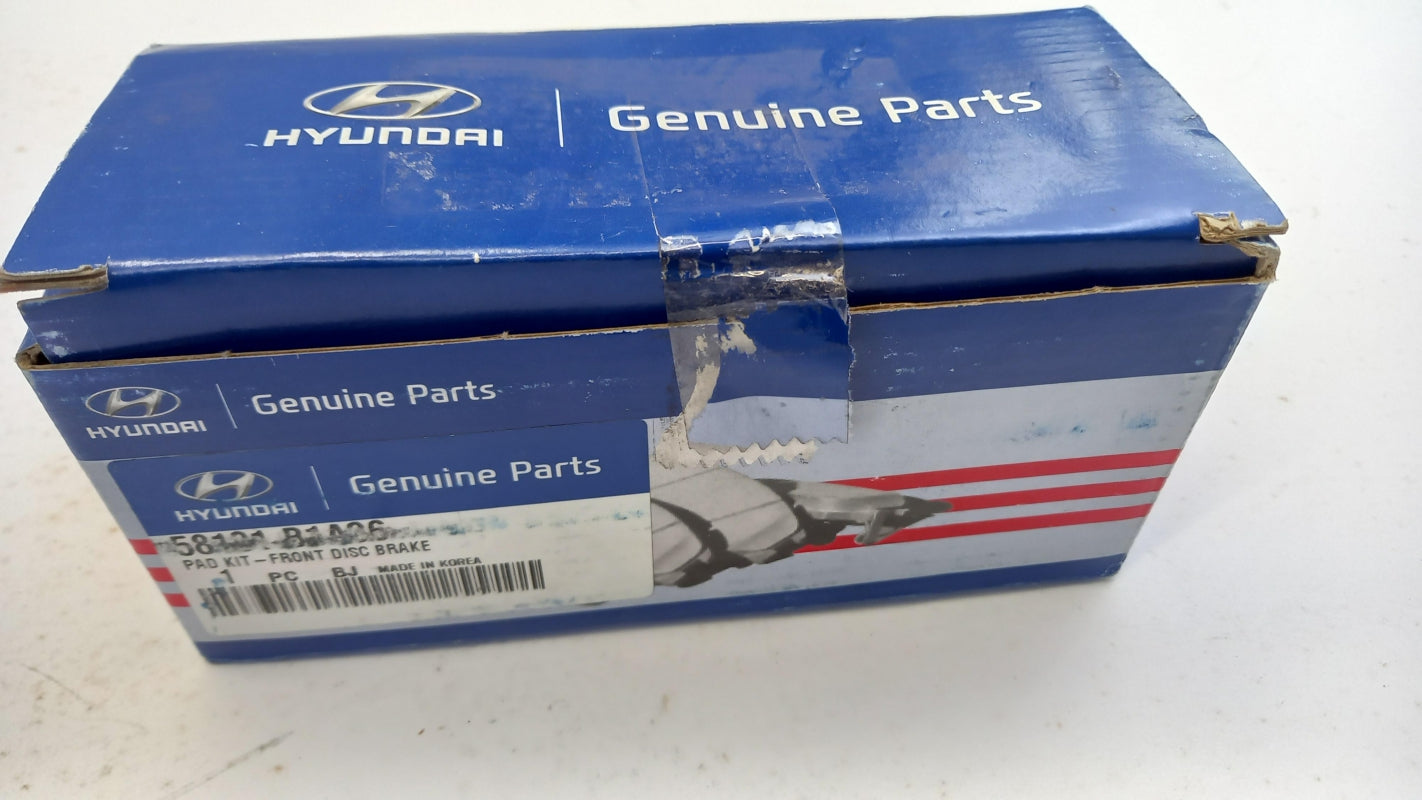 HYUNDAI Genuine Parts
HYUNDAI Genuine Parts
HYUNDAI Genuine Parts
PAD KIT-FRONT DISC BRAKE
1 PC BJ MADE IN KOREA